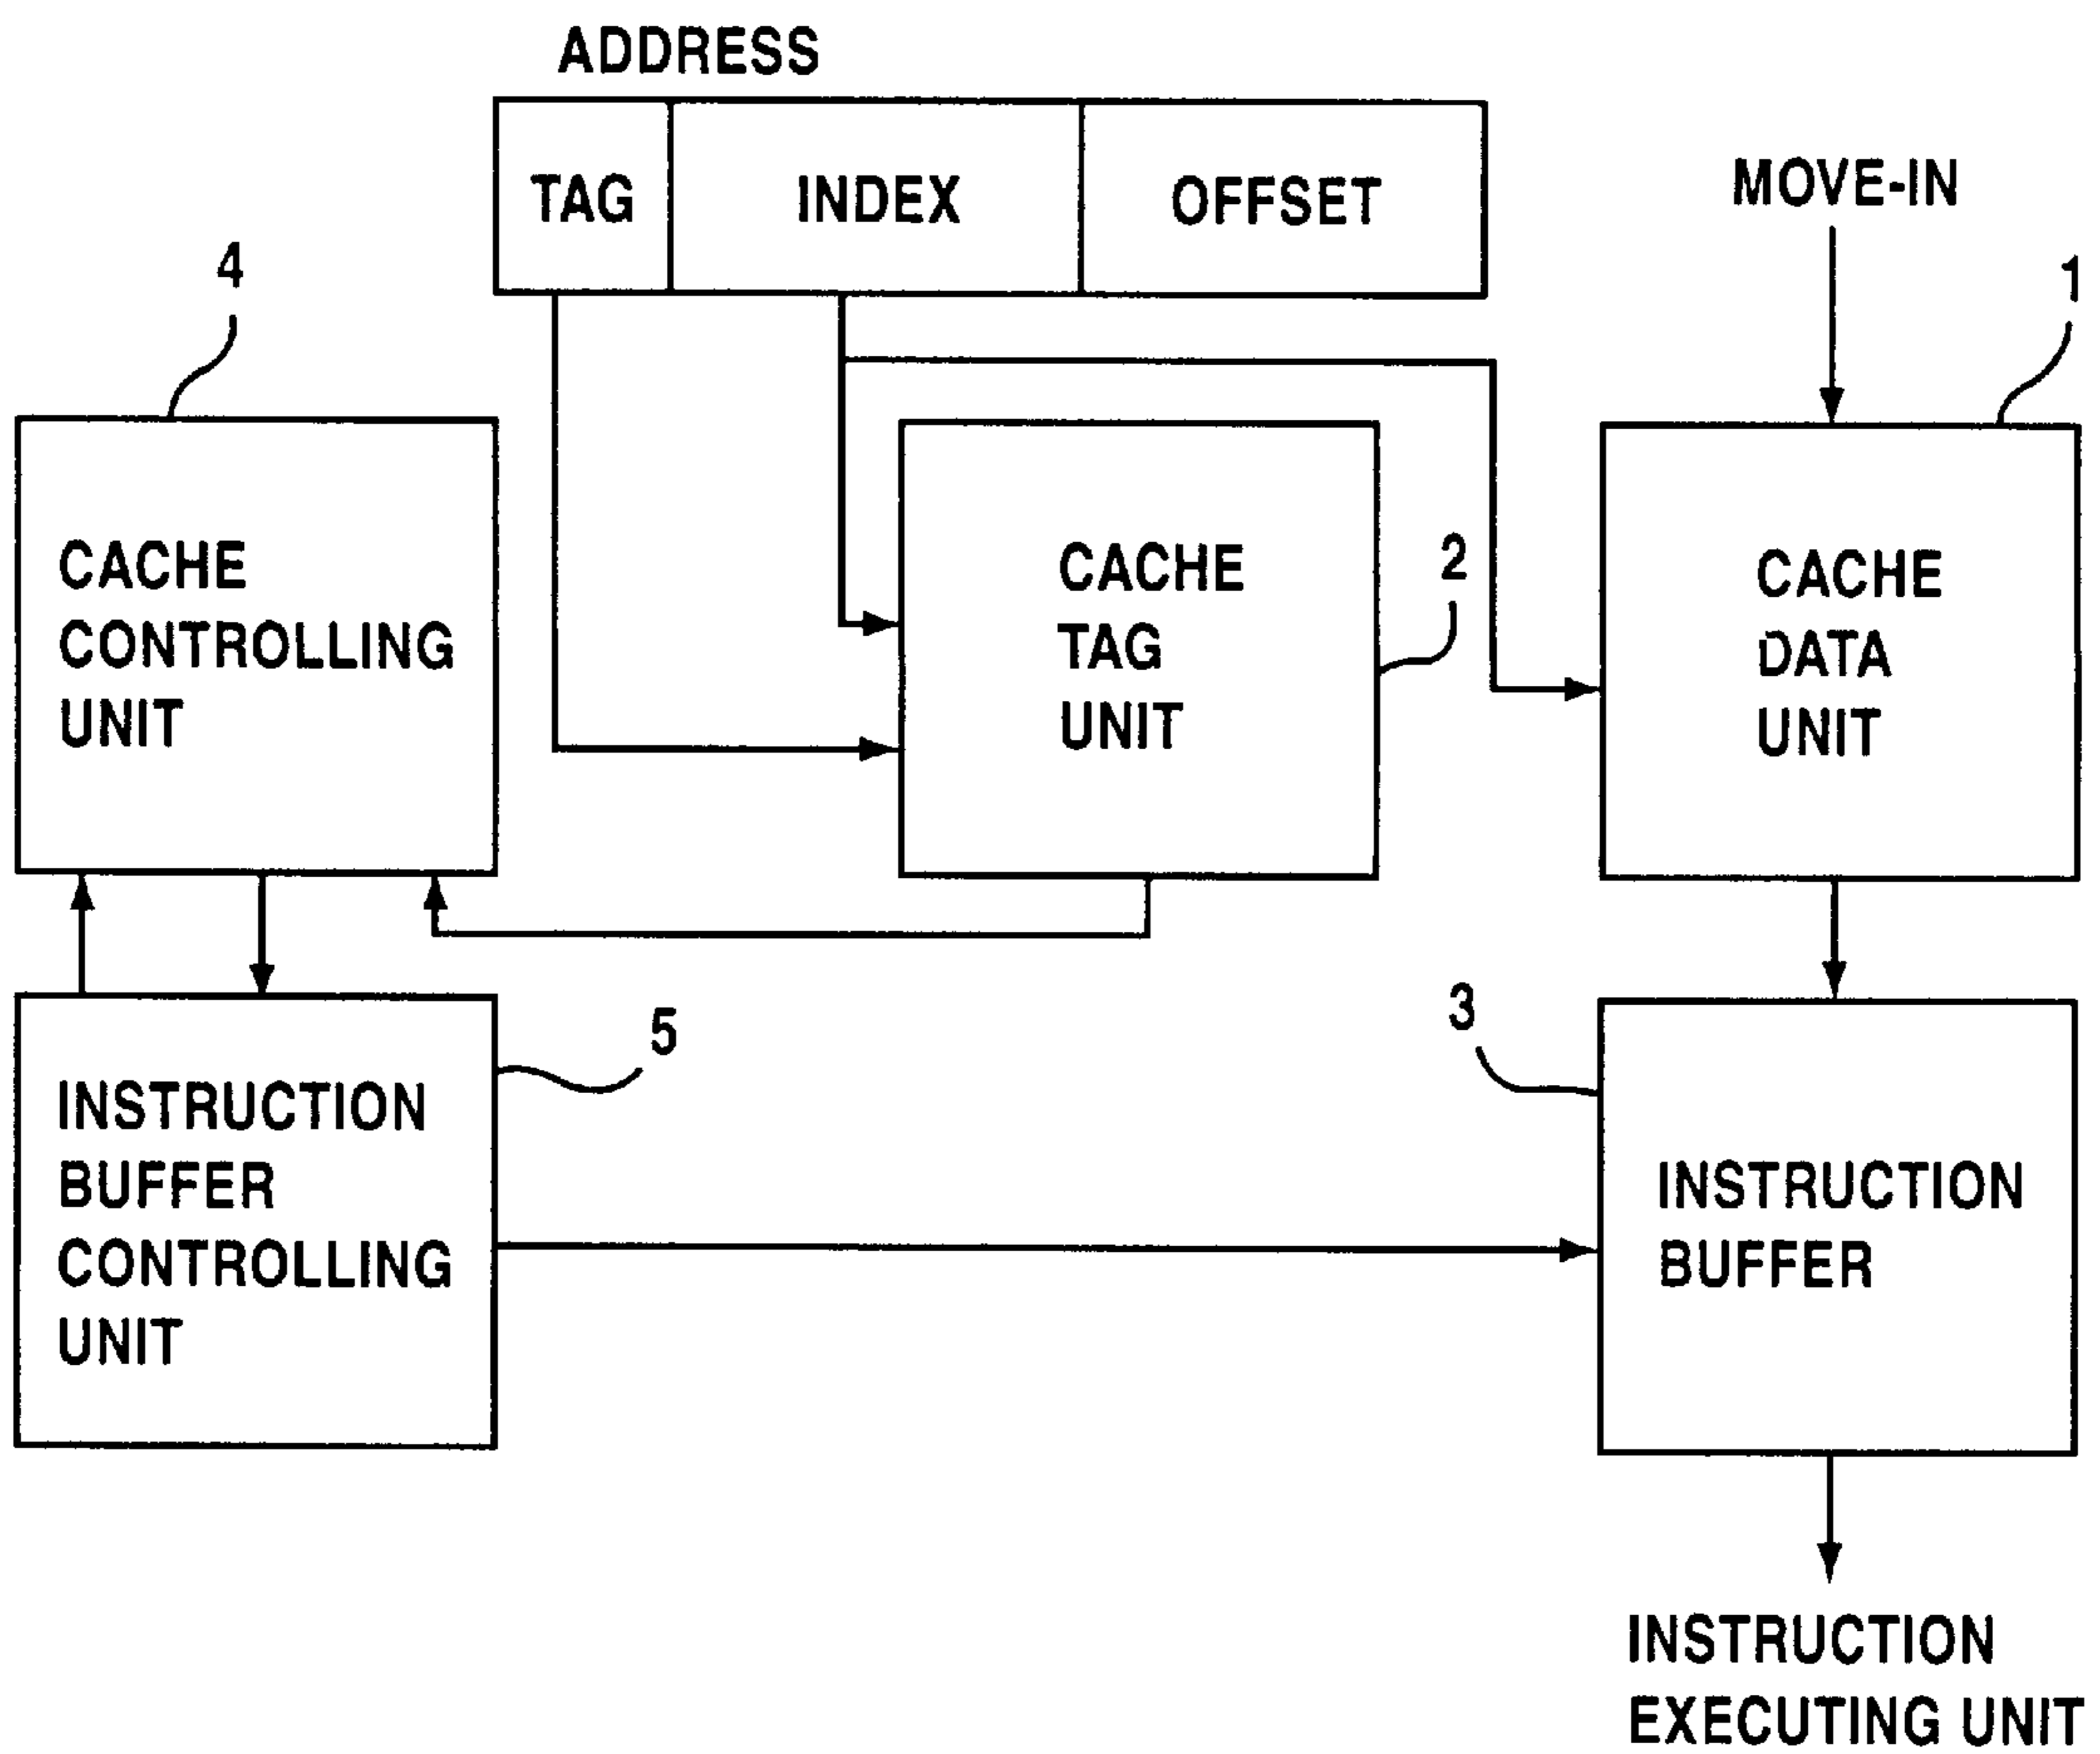 ADDRESS
TAG
INDEX
OFFSET
MOVE-IN
4
1
CACHE
CONTROLLING
UNIT
CACHE
TAG
UNIT
2
CACHE
DATA
UNIT
5
3
INSTRUCTION
BUFFER
CONTROLLING
UNIT
INSTRUCTION
BUFFER
INSTRUCTION
EXECUTING UNIT